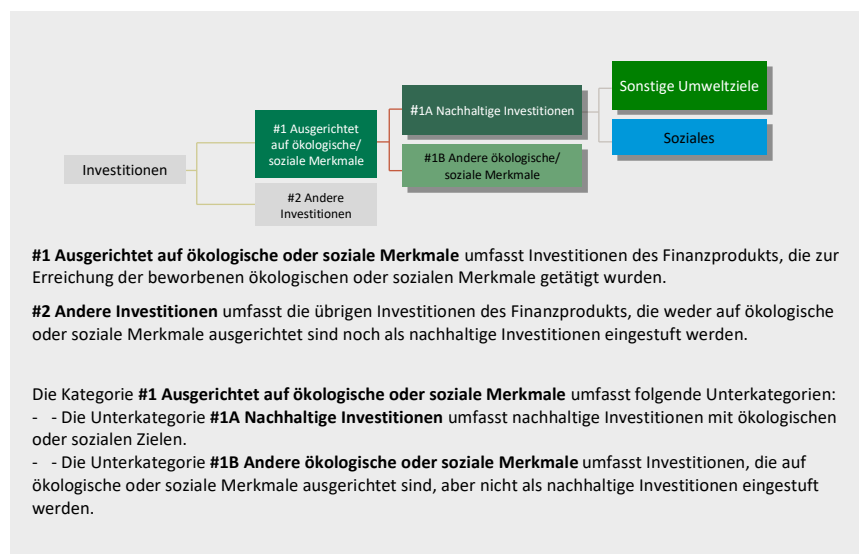 Sonstige Umweltziele
#1A Nachhaltige Investitionen
#1 Ausgerichtet
auf ökologische/
soziale Merkmale
Soziales
#1B Andere ökologische/
soziale Merkmale
Investitionen
#2 Andere
Investitionen
#1 Ausgerichtet auf ökologische oder soziale Merkmale umfasst Investitionen des Finanzprodukts, die zur
Erreichung der beworbenen ökologischen oder sozialen Merkmale getätigt wurden.
#2 Andere Investitionen umfasst die übrigen Investitionen des Finanzprodukts, die weder auf ökologische
oder soziale Merkmale ausgerichtet sind noch als nachhaltige Investitionen eingestuft werden.
Die Kategorie #1 Ausgerichtet auf ökologische oder soziale Merkmale umfasst folgende Unterkategorien:
- - Die Unterkategorie #1A Nachhaltige Investitionen umfasst nachhaltige Investitionen mit ökologischen
oder sozialen Zielen.
- - Die Unterkategorie #1B Andere ökologische oder soziale Merkmale umfasst Investitionen, die auf
ökologische oder soziale Merkmale ausgerichtet sind, aber nicht als nachhaltige Investitionen eingestuft
werden.